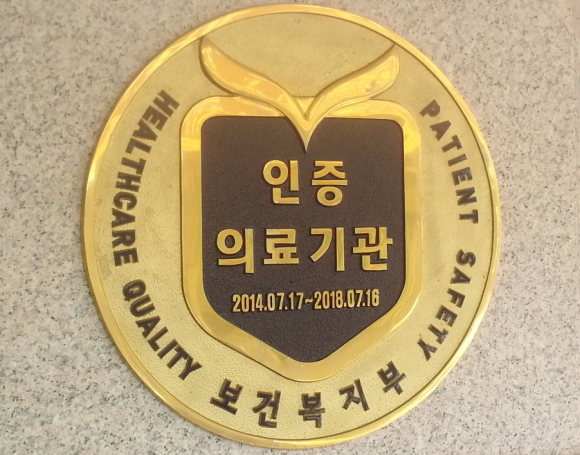 인증
의료기관
2014.07.17~2018.07.16
HEALTHCARE QUALITY
PATIENT SAFETY
보건복지부